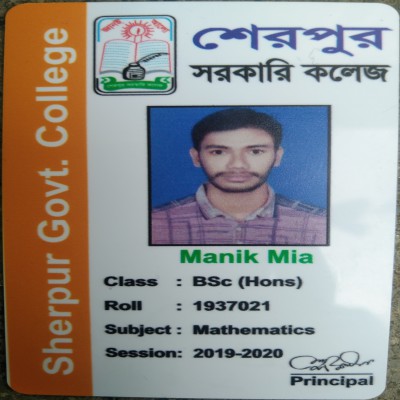 Sherpur Govt. College
শেরপুর
সরকারি কলেজ
Manik Mia
Class : BSc (Hons)
Roll : 1937021
Subject : Mathematics
Session: 2019-2020
Principal